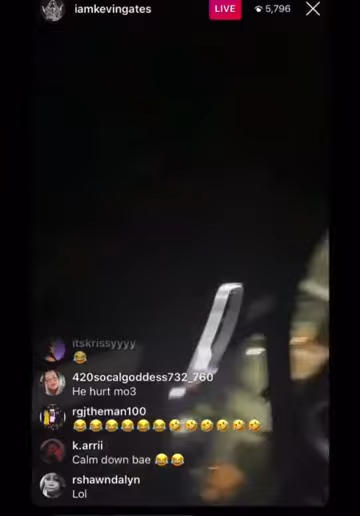 iamkevingates
LIVE
5,796
itskrissyyyy
😂
420socalgoddess732_760
He hurt mo3
rgjtheman100
😂😂😂😂😂😂🤣🤣🤣🤣🤣🤣
k.arrii
Calm down bae 😂😂
rshawndalyn
Lol